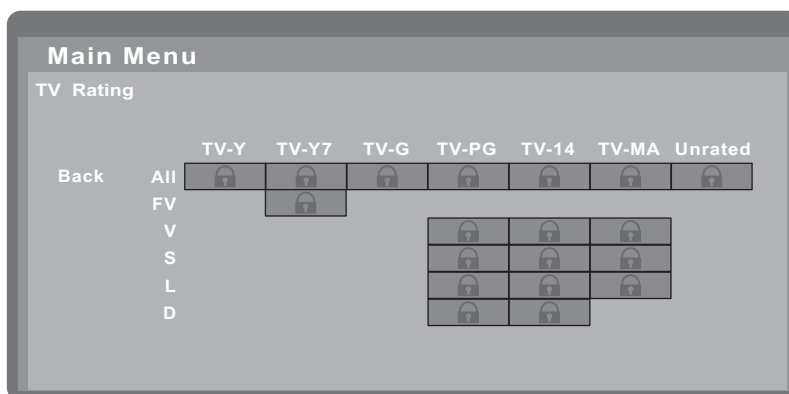 Main Menu
TV Rating
TV-Y TV-Y7 TV-G TV-PG TV-14 TV-MA Unrated
Back All
FV
V
S
L
D